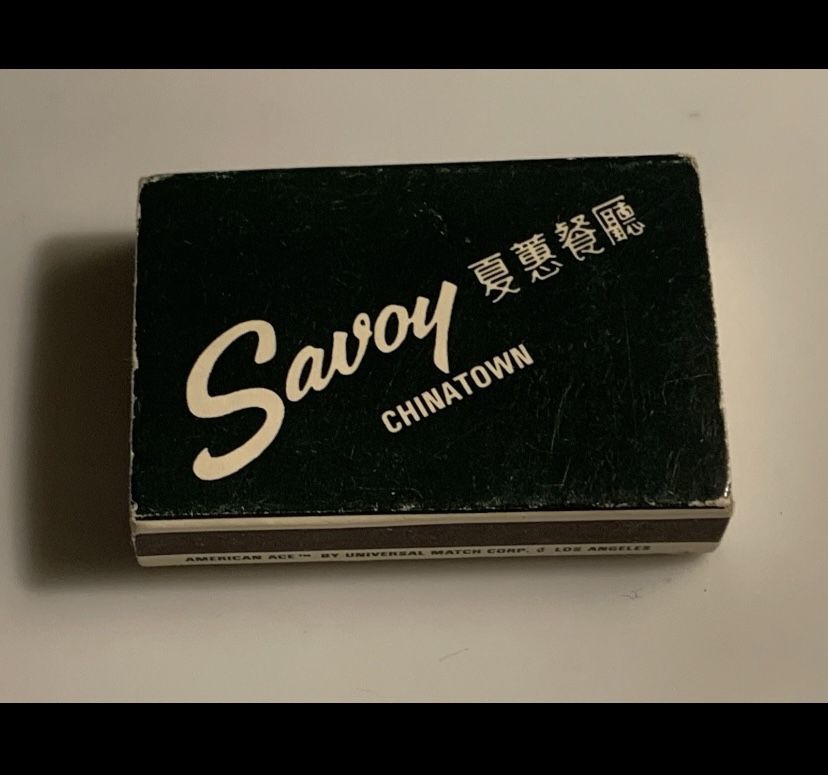 Savoy 夏蕙餐廳
CHINATOWN
AMERICAN ACE™ BY UNIVERSAL MATCH CORP. LOS ANGELES